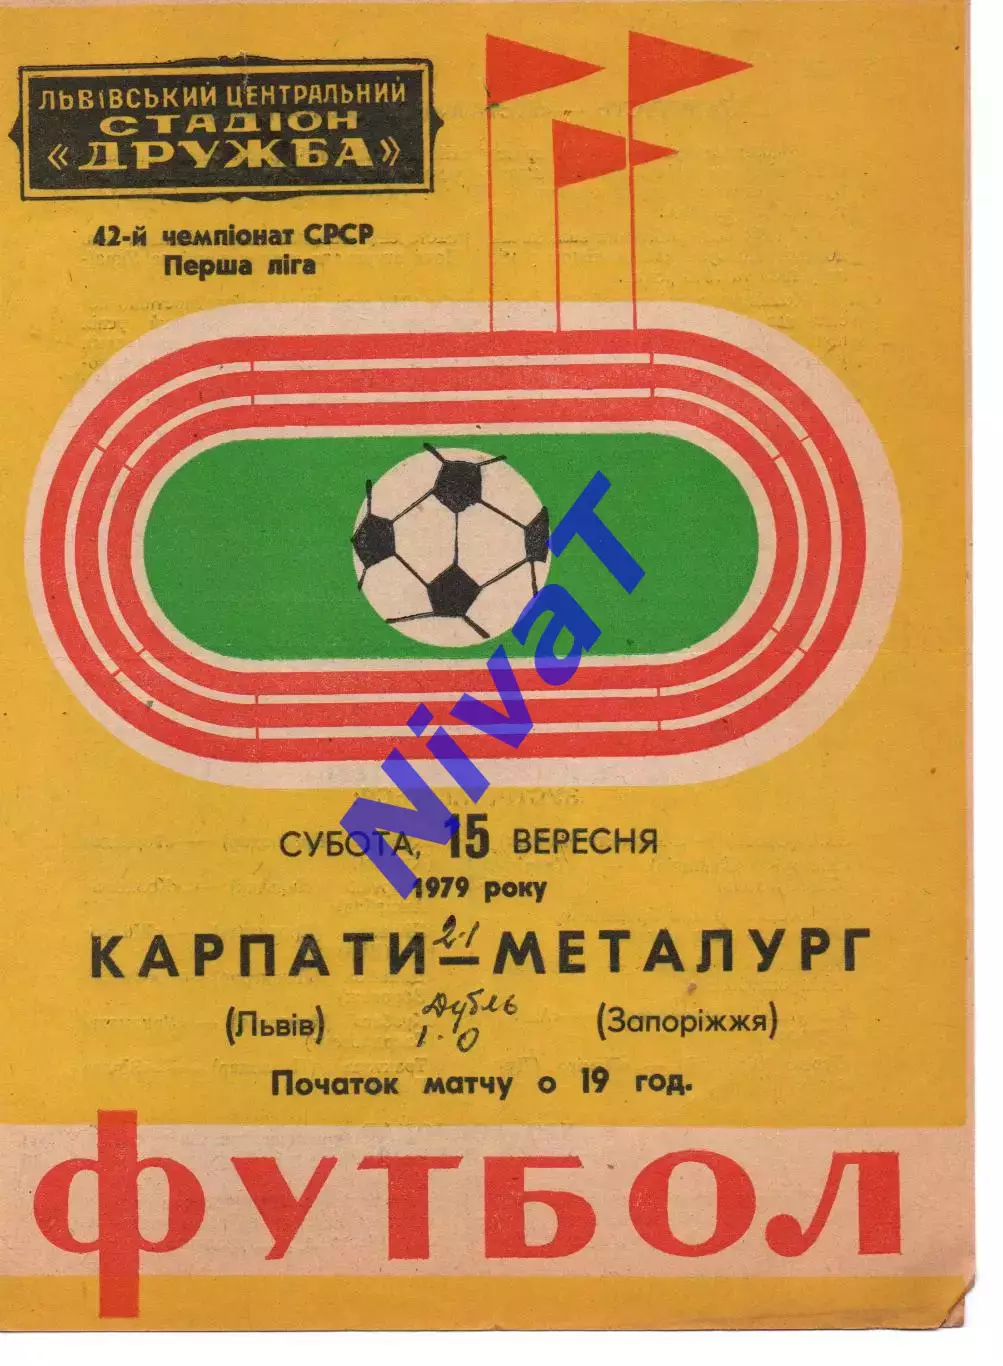 ЛЬВІВСЬКИЙ ЦЕНТРАЛЬНИЙ
СТАДІОН
«ДРУЖБА»
42-й чемпіонат СРСР
Перша ліга
NivaT
СУБОТА, 15 ВЕРЕСНЯ
1979 року
2-1
КАРПАТИ — МЕТАЛУРГ
(Львів) Дубль (Запоріжжя)
1-0
Початок матчу о 19 год.
ФУТБОЛ